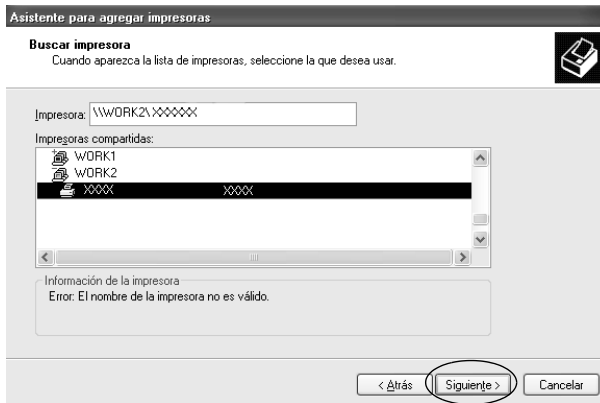 Asistente para agregar impresoras
Buscar impresora
Cuando aparezca la lista de impresoras, seleccione la que desea usar.
Impresora: \\WORK2\XXXXXX
Impresoras compartidas:
WORK1
WORK2
XXXX XXXX
Información de la impresora
Error: El nombre de la impresora no es válido.
< Atrás Siguiente > Cancelar